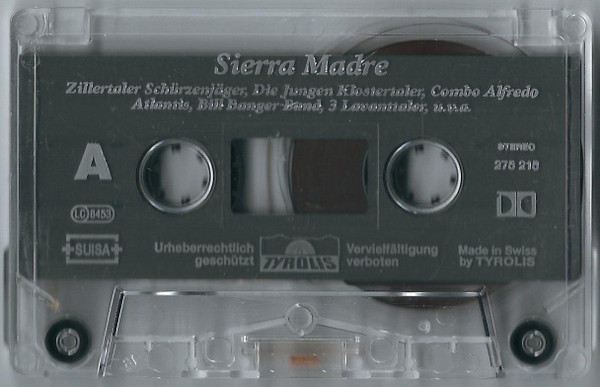 Sierra Madre
Zillertaler Schürzenjäger, Die Jungen Klostertaler, Combo Alfredo
Atlantis, Bill Banger-Band, 3 Lavanttaler, u.v.a.
A
STEREO
275 215
LC 8453
SUISA
Urheberrechtlich
geschützt
TYROLIS
Vervielfältigung
verboten
Made in Swiss
by TYROLIS